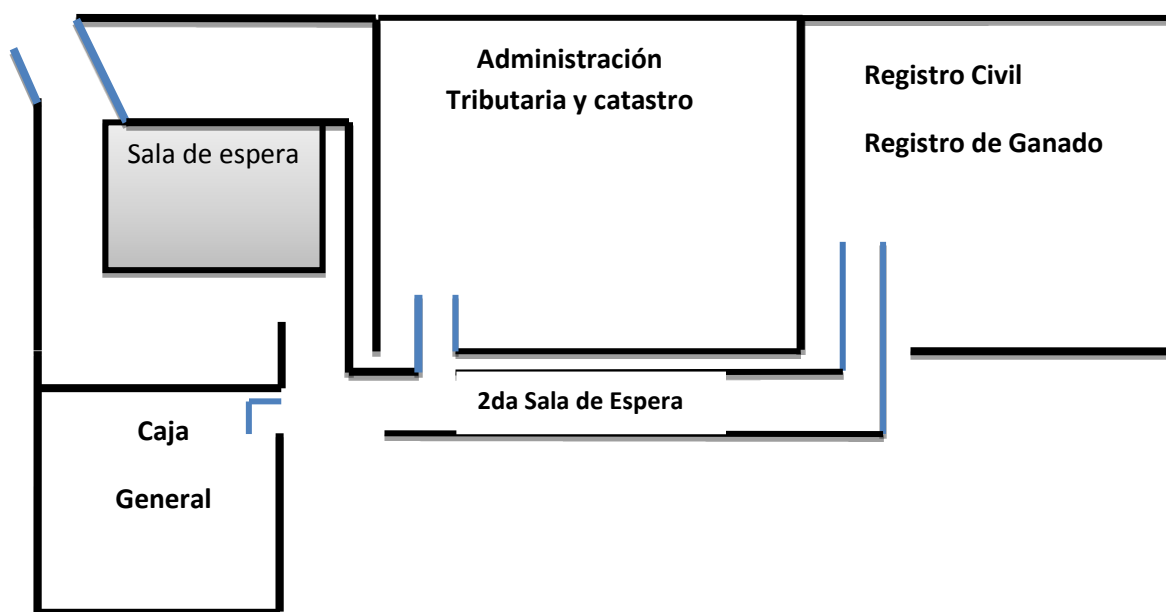 Administración
Tributaria y catastro
Registro Civil
Registro de Ganado
Sala de espera
2da Sala de Espera
Caja
General